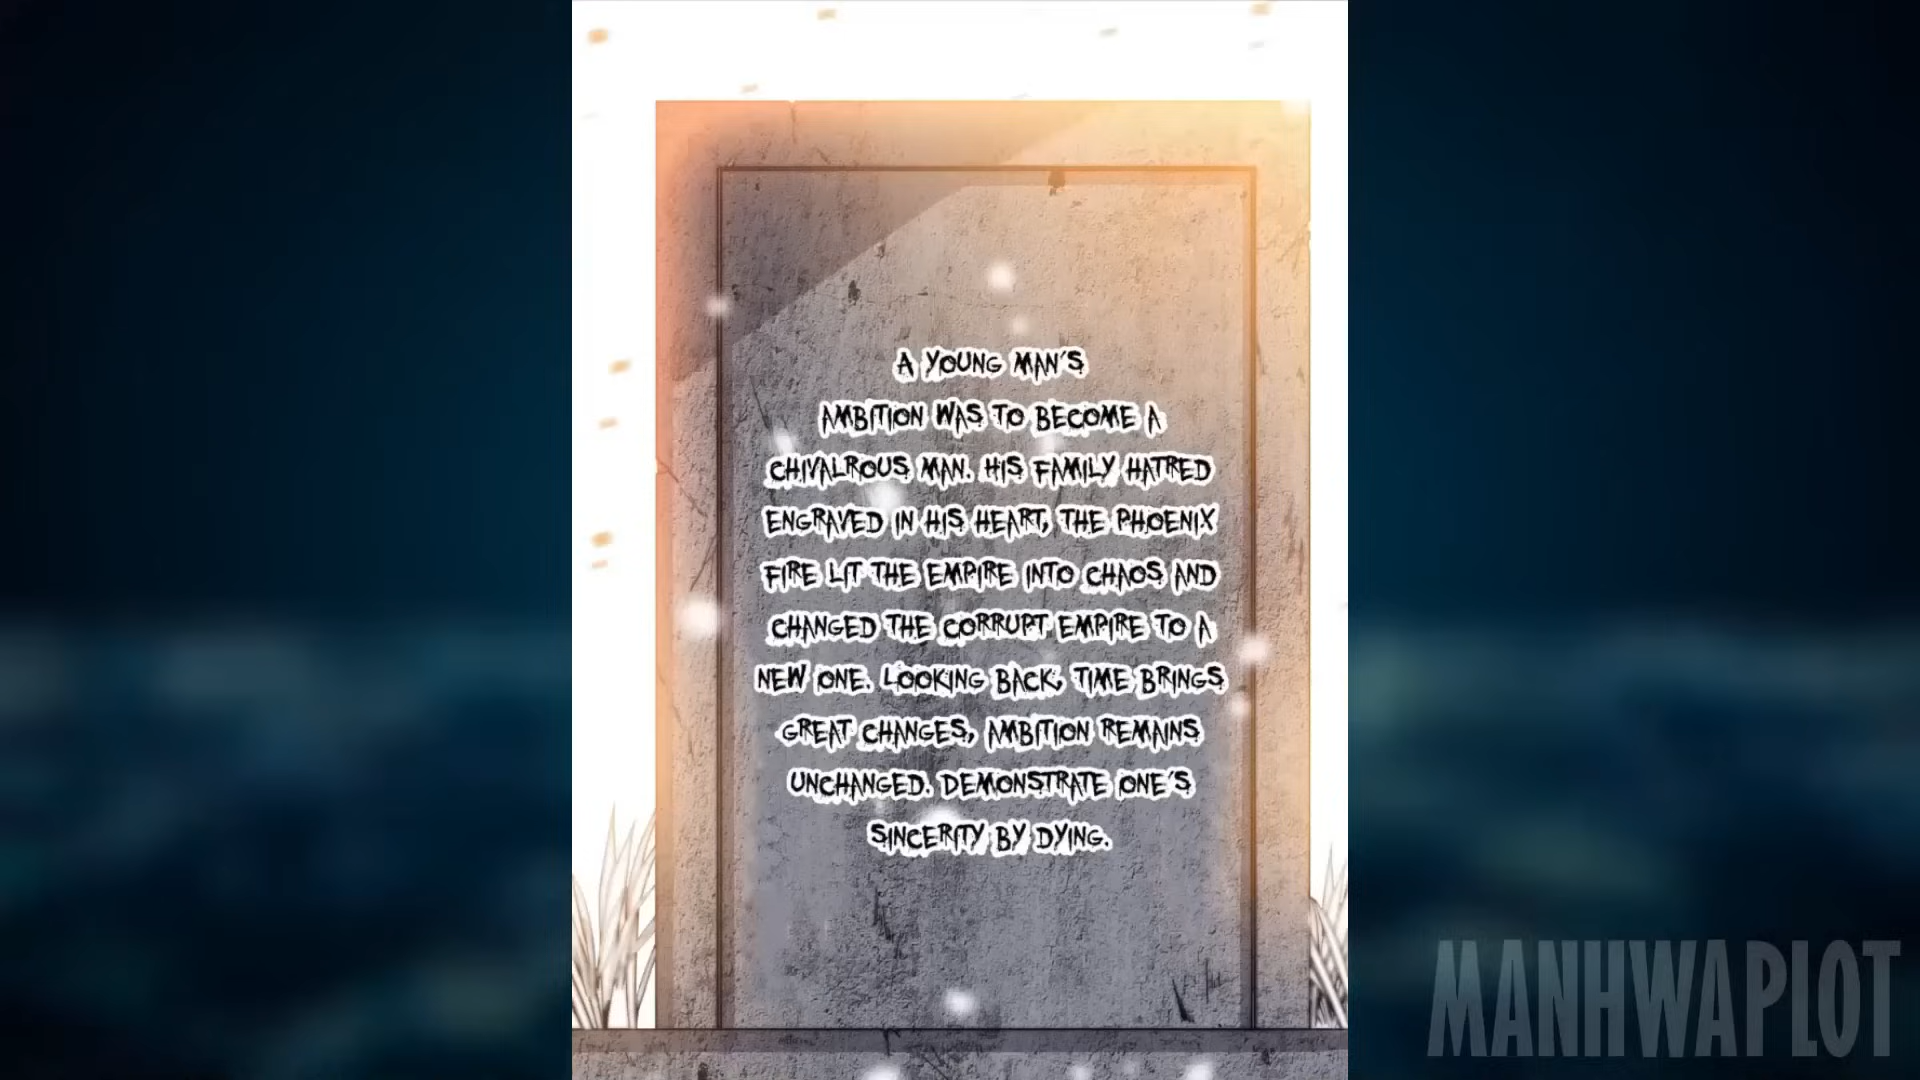 A YOUNG MAN'S
AMBITION WAS TO BECOME A
CHIVALROUS MAN. HIS FAMILY HATRED
ENGRAVED IN HIS HEART, THE PHOENIX
FIRE LIT THE EMPIRE INTO CHAOS AND
CHANGED THE CORRUPT EMPIRE TO A
NEW ONE. LOOKING BACK, TIME BRINGS
GREAT CHANGES, AMBITION REMAINS
UNCHANGED. DEMONSTRATE ONE'S
SINCERITY BY DYING.
MANHWAPLOT